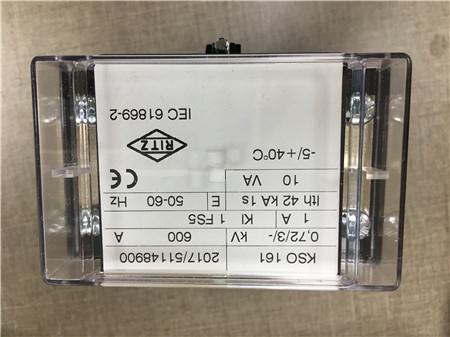 KSO 161 2017/51148900
0,72/3/- kV 600 A
1 A Kl 1 FS5
Ith 42 kA 1s E 50-60 Hz
10 VA CE
-5/+40°C
RITZ
IEC 61869-2